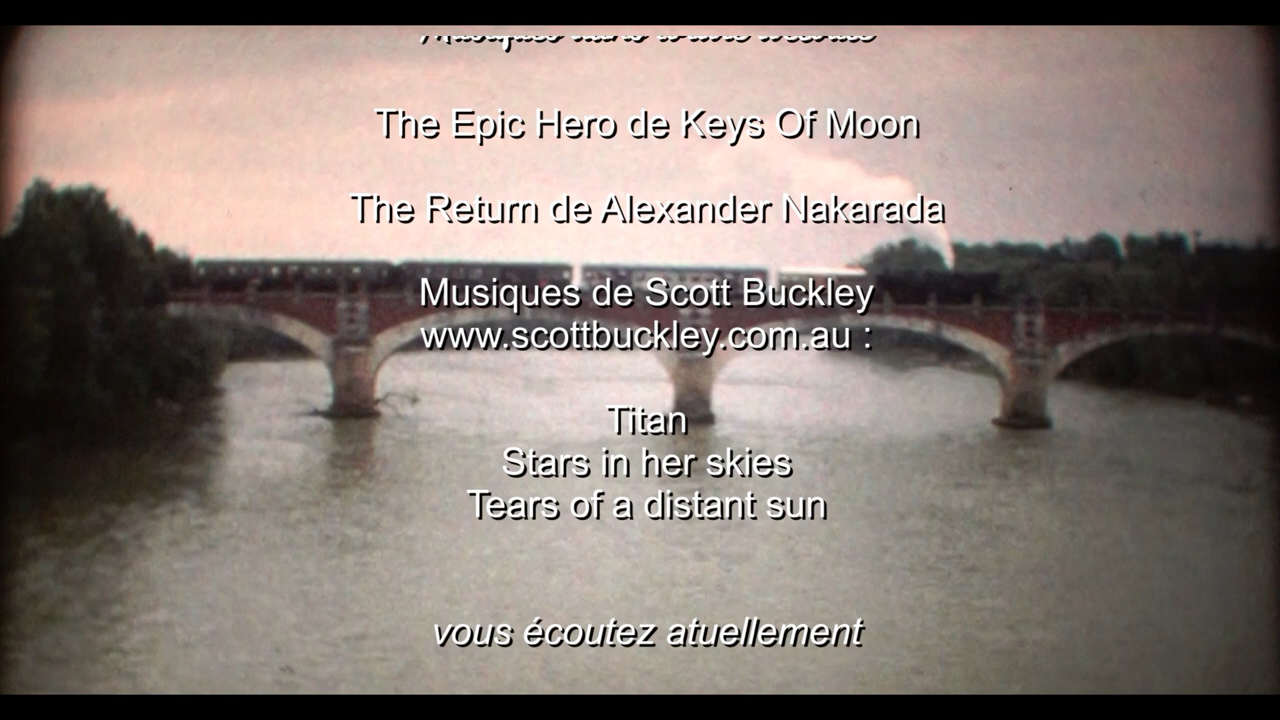 The Epic Hero de Keys Of Moon
The Return de Alexander Nakarada
Musiques de Scott Buckley
www.scottbuckley.com.au :
Titan
Stars in her skies
Tears of a distant sun
vous écoutez atuellement